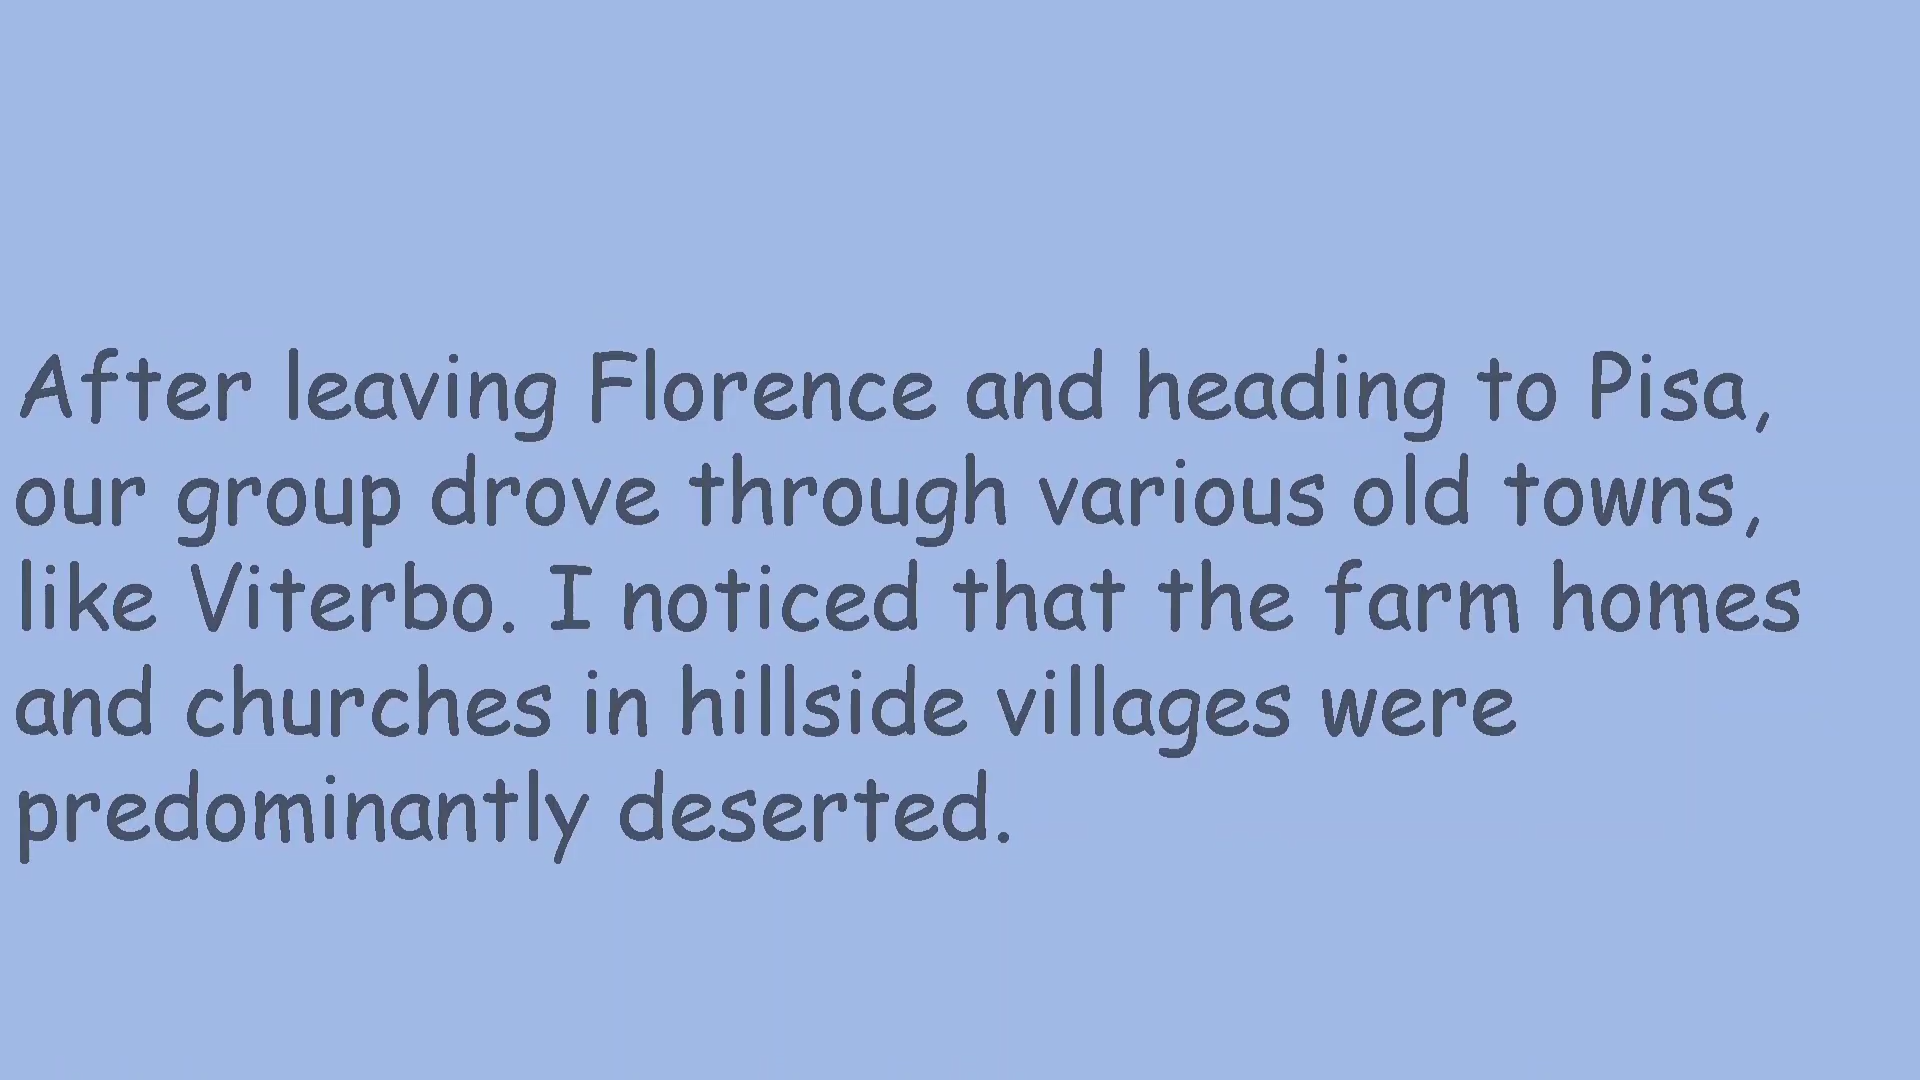 After leaving Florence and heading to Pisa,
our group drove through various old towns,
like Viterbo. I noticed that the farm homes
and churches in hillside villages were
predominantly deserted.